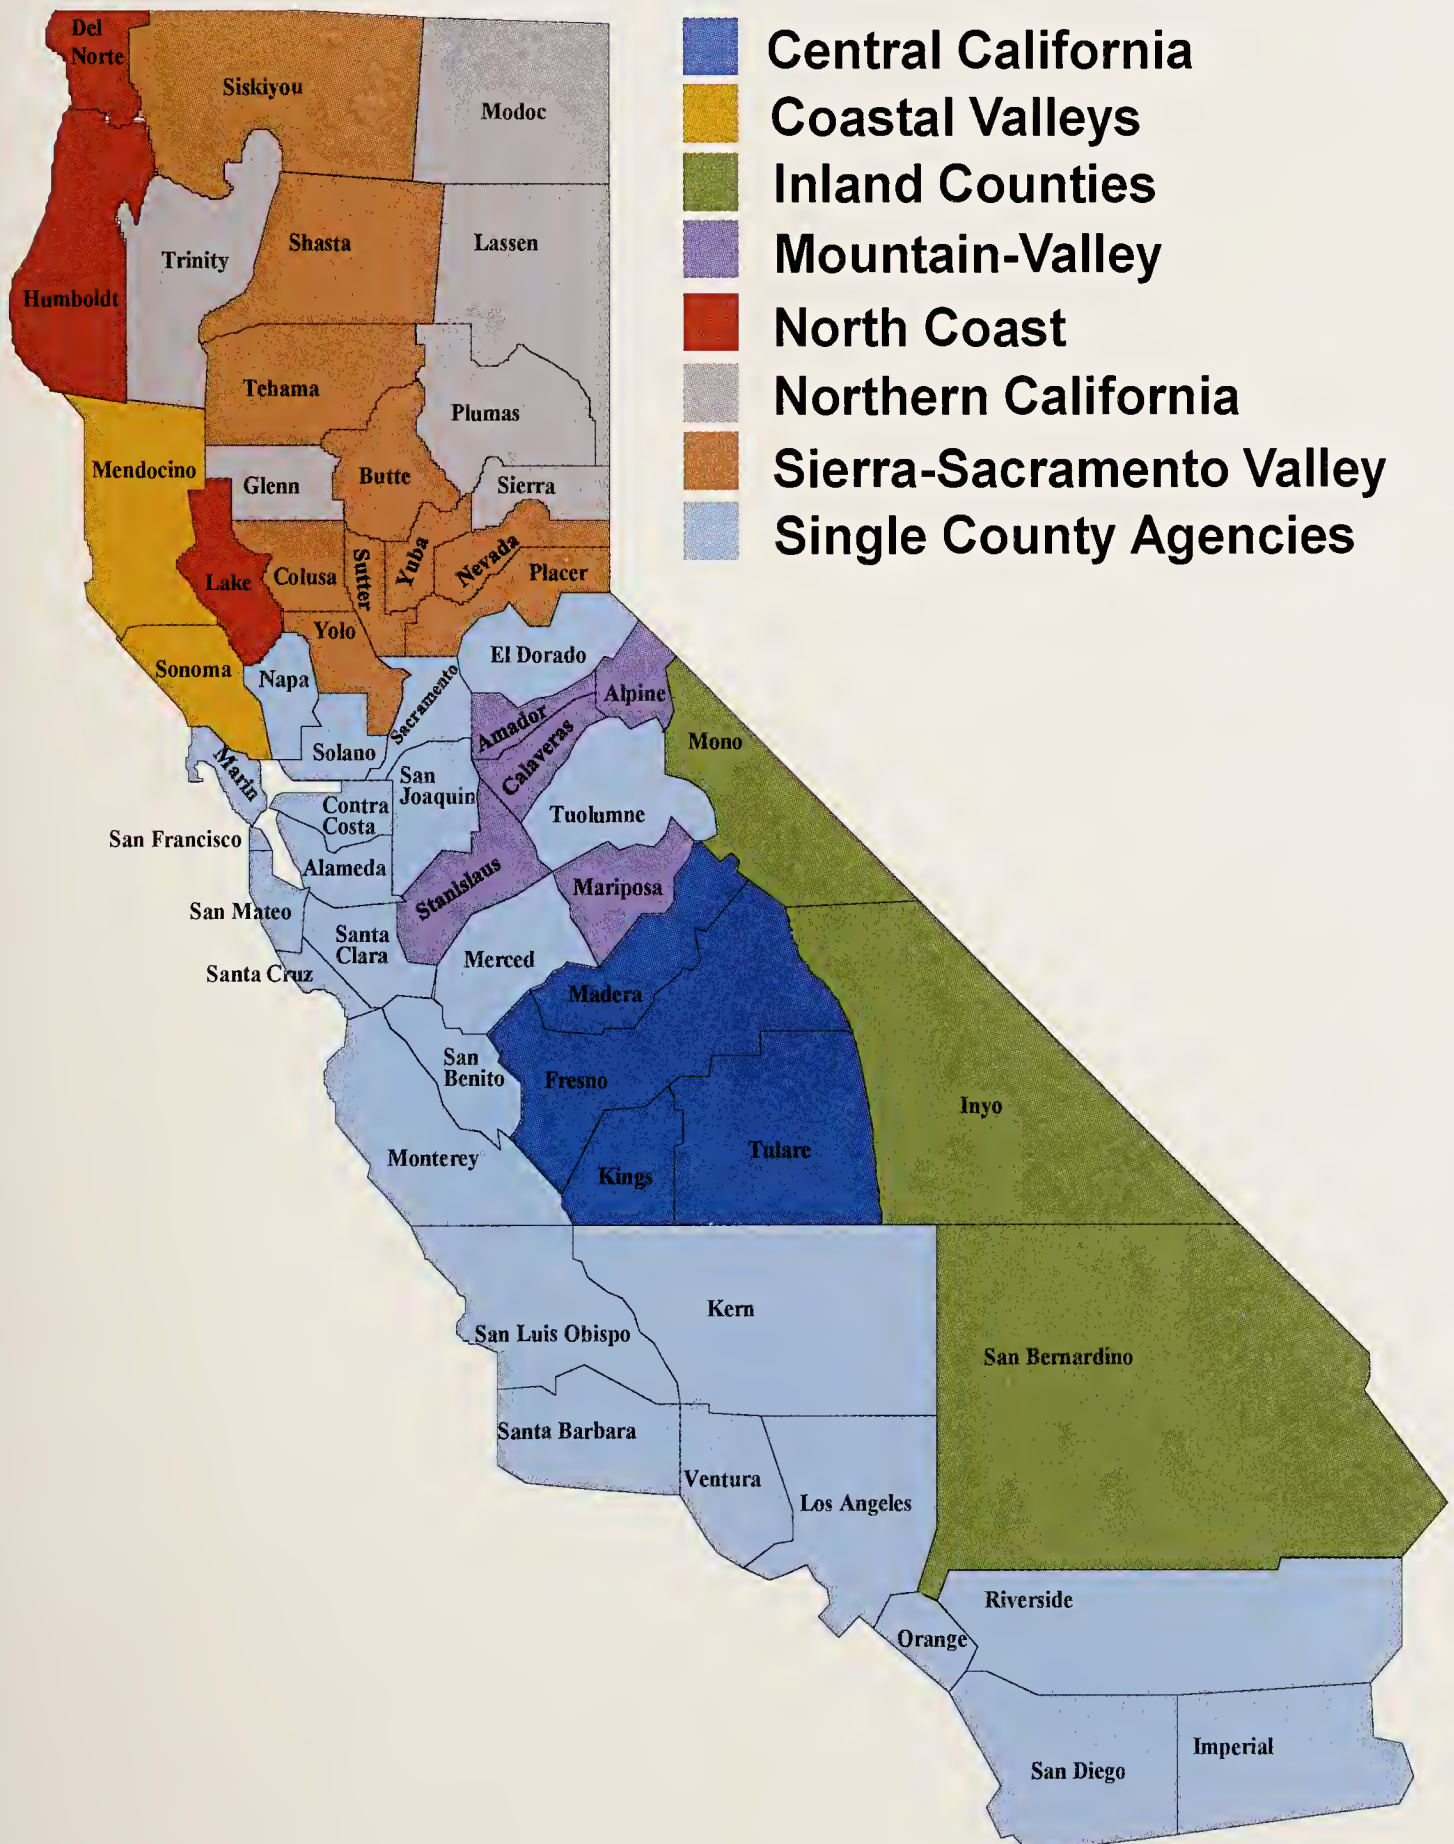 Central California
Coastal Valleys
Inland Counties
Mountain-Valley
North Coast
Northern California
Sierra-Sacramento Valley
Single County Agencies
Del
Norte
Siskiyou
Modoc
Trinity
Shasta
Lassen
Humboldt
Tehama
Plumas
Mendocino
Glenn
Butte
Sierra
Lake
Colusa
Sutter
Yuba
Nevada
Placer
Yolo
Sonoma
Napa
Sacramento
El Dorado
Alpine
Solano
Amador
Calaveras
Mono
Marin
San
Joaquin
Contra
Costa
Tuolumne
San Francisco
Alameda
Stanislaus
Mariposa
San Mateo
Santa
Clara
Merced
Santa Cruz
Madera
San
Benito
Fresno
Inyo
Monterey
Kings
Tulare
Kern
San Luis Obispo
San Bernardino
Santa Barbara
Ventura
Los Angeles
Riverside
Orange
San Diego
Imperial